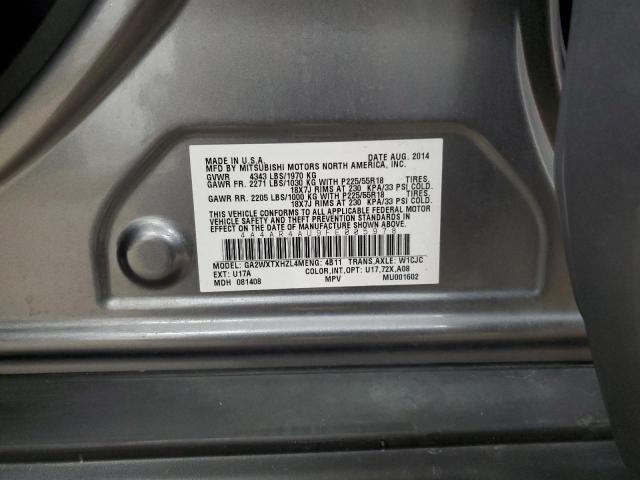 MADE IN U.S.A. DATE AUG. 2014
MFD BY MITSUBISHI MOTORS NORTH AMERICA, INC.
GVWR 4343 LBS/1970 KG
GAWR FR. 2271 LBS/1030 KG WITH P225/55R18 TIRES,
18X7J RIMS AT 230 KPA/33 PSI COLD.
GAWR RR. 2205 LBS/1000 KG WITH P225/55R18 TIRES,
18X7J RIMS AT 230 KPA/33 PSI COLD.
THIS VEHICLE CONFORMS TO ALL APPLICABLE FEDERAL MOTOR
VEHICLE SAFETY AND THEFT PREVENTION STANDARDS IN
EFFECT ON THE DATE OF MANUFACTURE SHOWN ABOVE.
4A4AR4AU9FE005978
MODEL: GA2WXTXHZL4M ENG: 4B11 TRANS,AXLE: W1CJC
EXT: U17A COLOR,INT,OPT: U17,72X,A08
MDH 081408 MPV MU001602